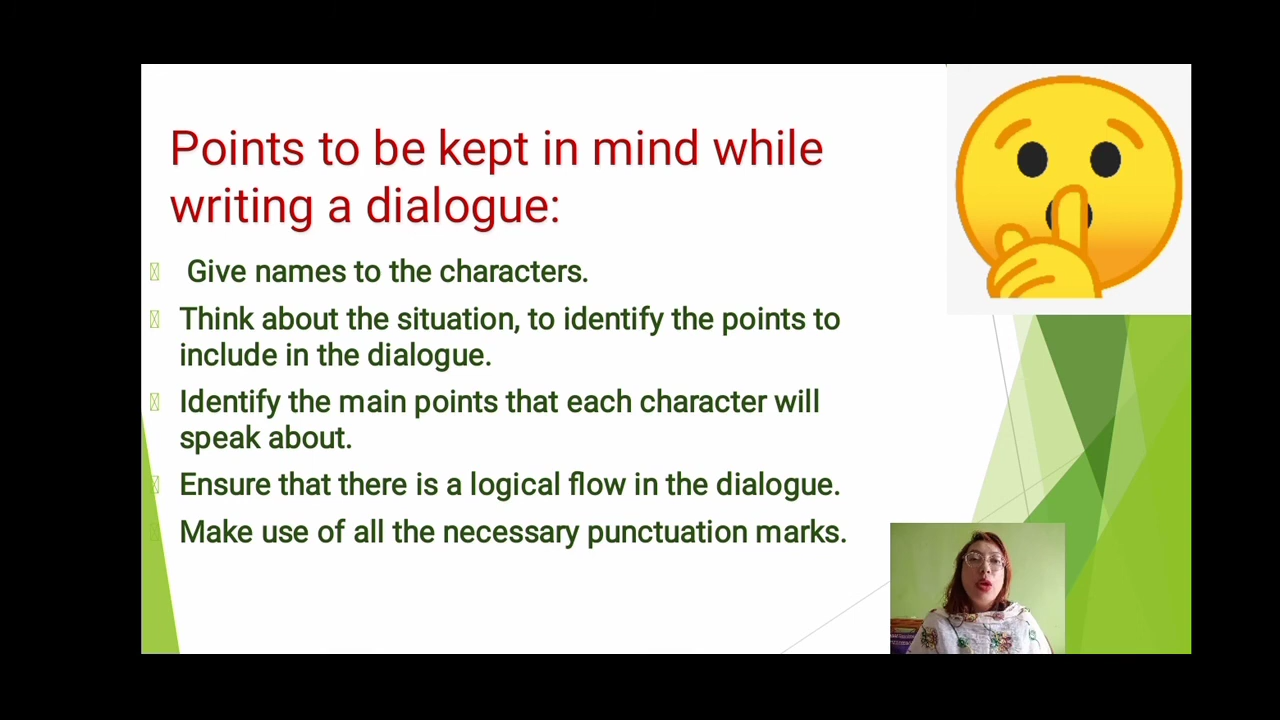 Points to be kept in mind while
writing a dialogue:
Give names to the characters.
Think about the situation, to identify the points to
include in the dialogue.
Identify the main points that each character will
speak about.
Ensure that there is a logical flow in the dialogue.
Make use of all the necessary punctuation marks.